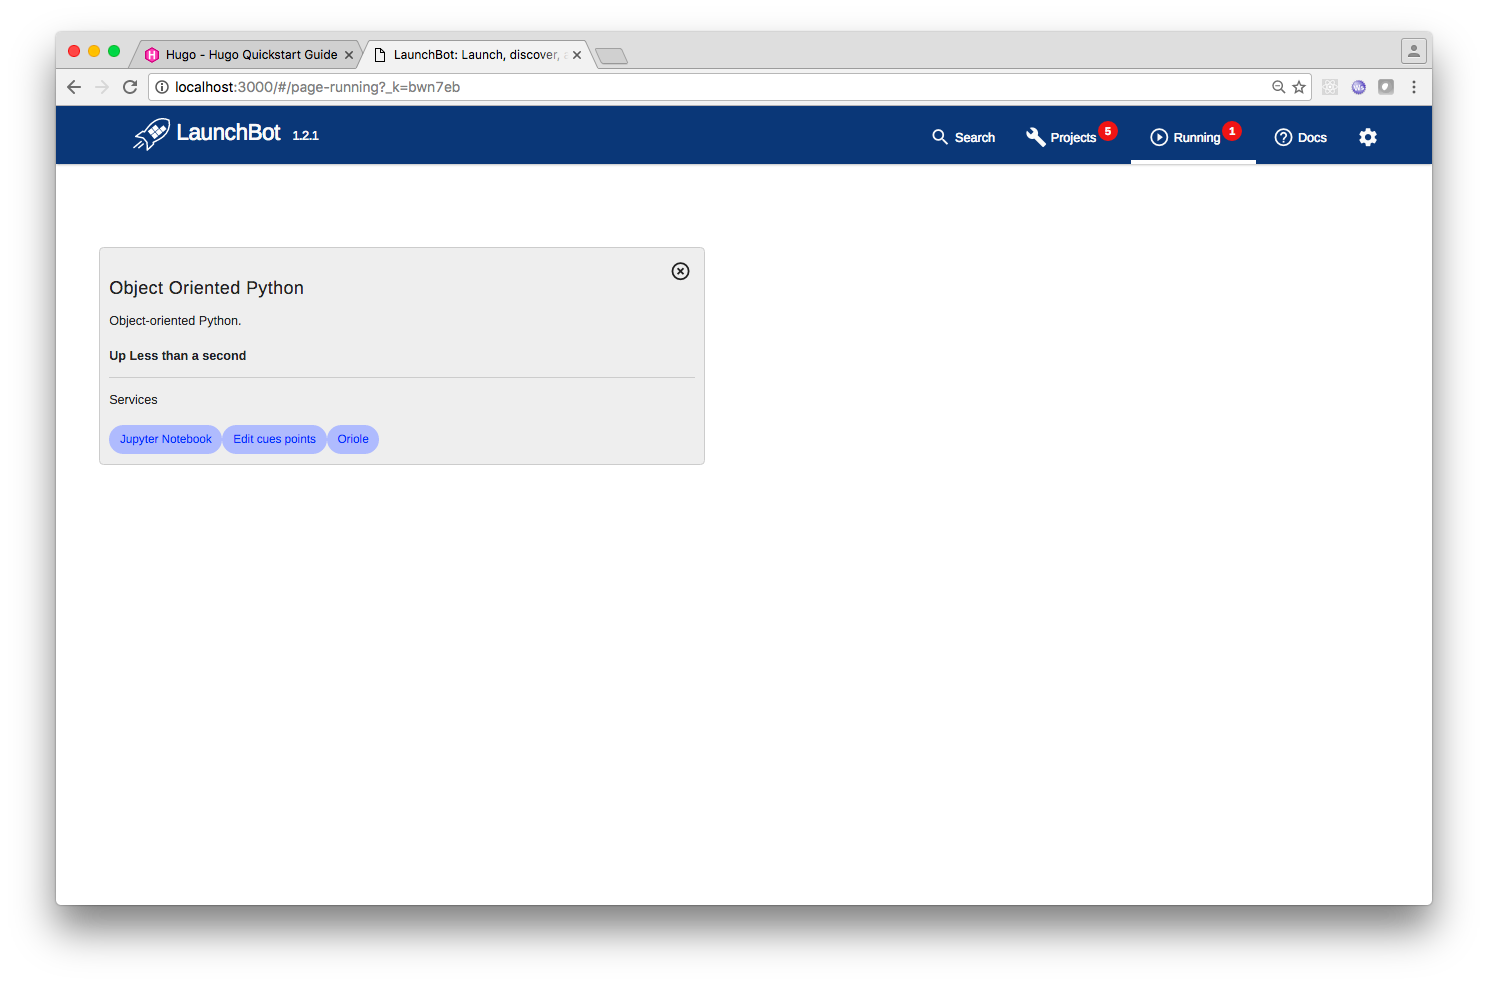 Hugo - Hugo Quickstart Guide
LaunchBot: Launch, discover,
localhost:3000/#/page-running?_k=bwn7eb
LaunchBot 1.2.1
Search
Projects 5
Running 1
Docs
Object Oriented Python
Object-oriented Python.
Up Less than a second
Services
Jupyter Notebook
Edit cues points
Oriole